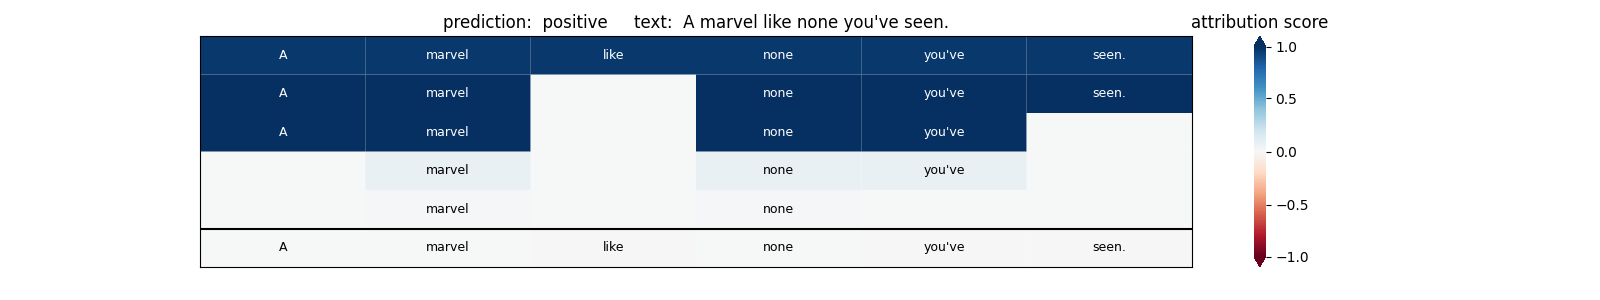 prediction:  positive     text:  A marvel like none you've seen.
attribution score
A marvel like none you've seen.
A marvel none you've seen.
A marvel none you've
marvel none you've
marvel none
A marvel like none you've seen.
1.0
0.5
0.0
−0.5
−1.0